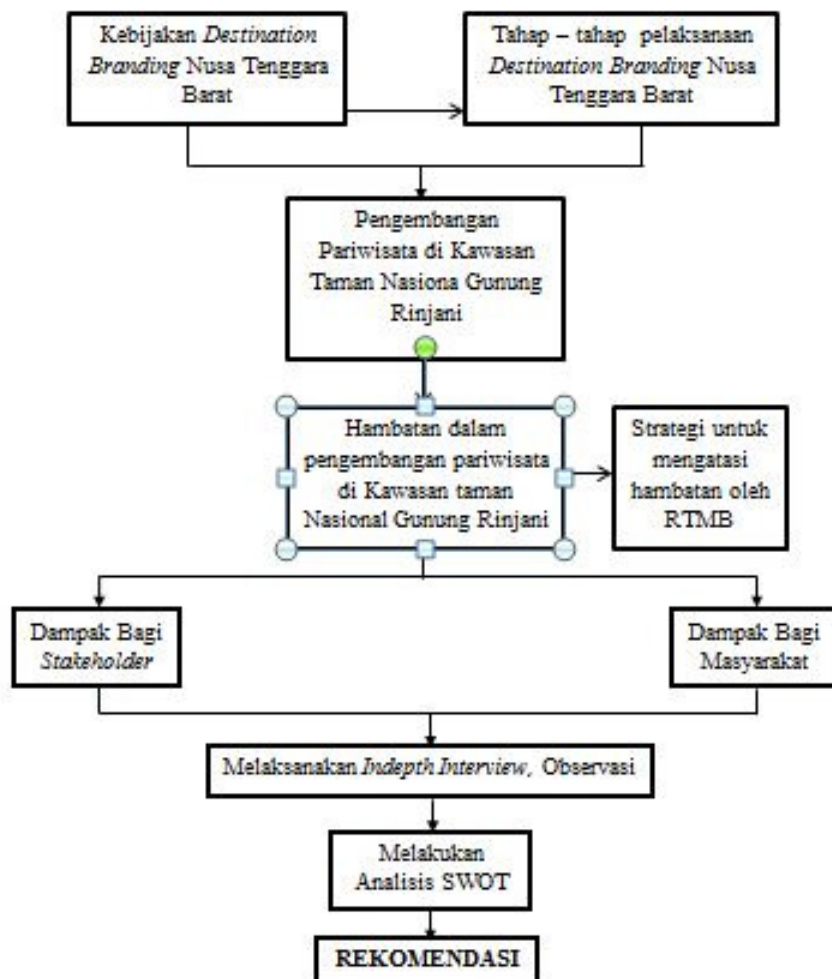 Kebijakan Destination
Branding Nusa Tenggara
Barat
Tahap – tahap pelaksanaan
Destination Branding Nusa
Tenggara Barat
Pengembangan
Pariwisata di Kawasan
Taman Nasiona Gunung
Rinjani
Hambatan dalam
pengembangan pariwisata
di Kawasan taman
Nasional Gunung Rinjani
Strategi untuk
mengatasi
hambatan oleh
RTMB
Dampak Bagi
Stakeholder
Dampak Bagi
Masyarakat
Melaksanakan Indepth Interview, Observasi
Melakukan
Analisis SWOT
REKOMENDASI